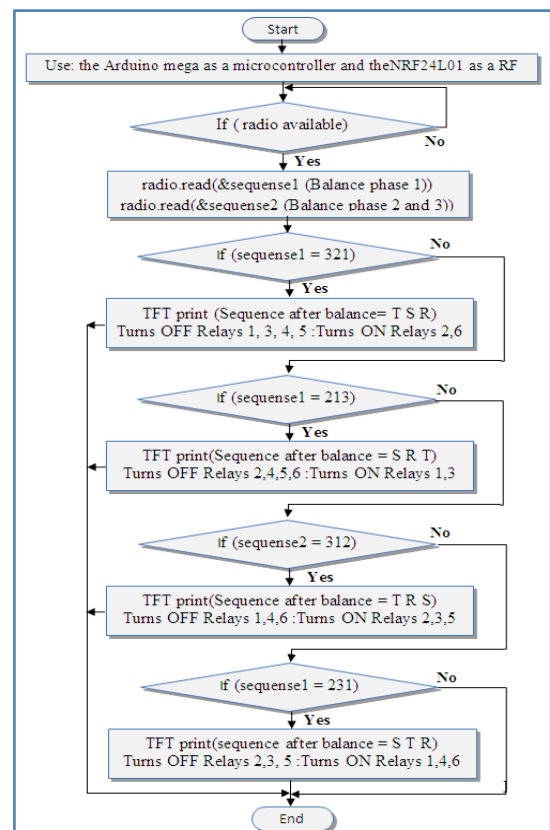 Start
Use: the Arduino mega as a microcontroller and theNRF24L01 as a RF
If ( radio available)
No
Yes
radio.read(&sequense1 (Balance phase 1))
radio.read(&sequense2 (Balance phase 2 and 3))
No
If (sequense1 = 321)
Yes
TFT print (Sequence after balance= T S R)
Turns OFF Relays 1, 3, 4, 5 :Turns ON Relays 2,6
No
If (sequense1 = 213)
Yes
TFT print(Sequence after balance = S R T)
Turns OFF Relays 2,4,5,6 :Turns ON Relays 1,3
No
If (sequense2 = 312)
Yes
TFT print(Sequence after balance = T R S)
Turns OFF Relays 1,4,6 :Turns ON Relays 2,3,5
No
If (sequense1 = 231)
Yes
TFT print(sequence after balance = S T R)
Turns OFF Relays 2,3, 5 :Turns ON Relays 1,4,6
End